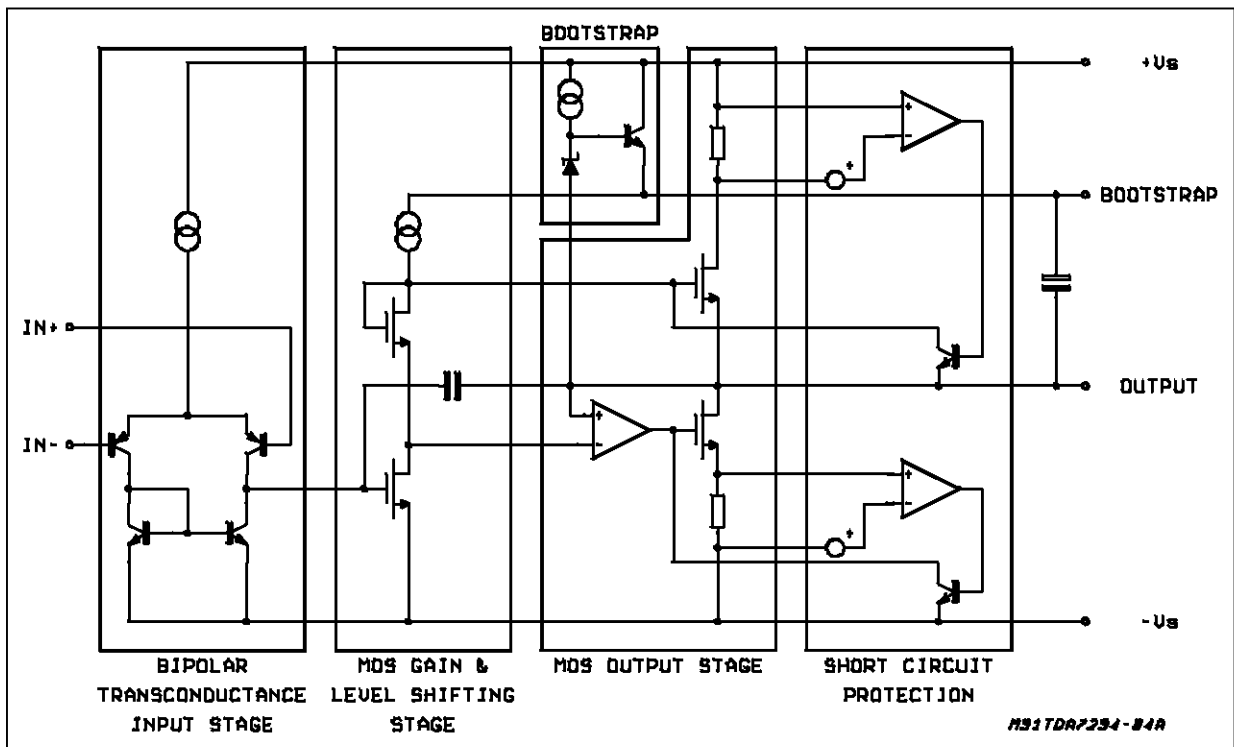 BOOTSTRAP
+Vs
+
-
+
BOOTSTRAP
IN+
OUTPUT
IN-
+
-
+
-
+
-Vs
BIPOLAR
TRANSCONDUCTANCE
INPUT STAGE
MOS GAIN &
LEVEL SHIFTING
STAGE
MOS OUTPUT STAGE
SHORT CIRCUIT
PROTECTION
M91TDA7294-04A